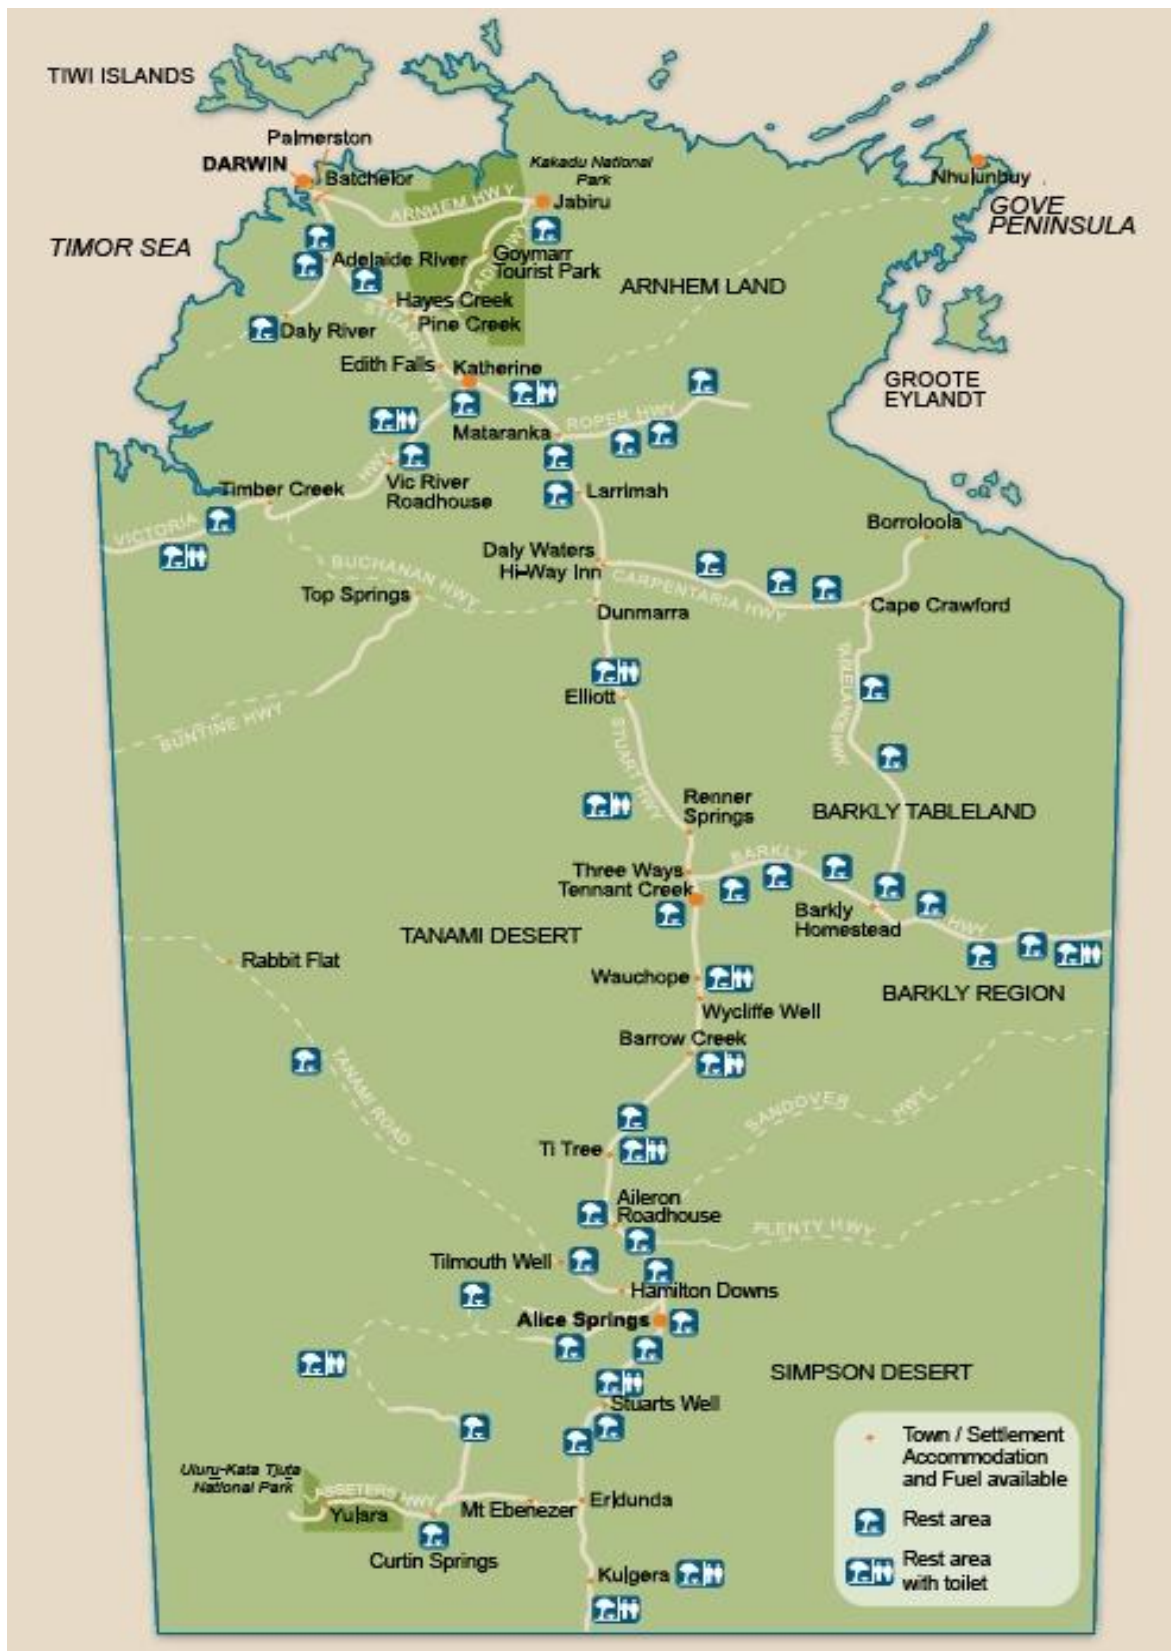 TIWI ISLANDS
Palmerston
DARWIN
Batchelor
Kakadu National
Park
ARNHEM HWY
Jabiru
Nhulunbuy
GOVE
PENINSULA
TIMOR SEA
Adelaide River
Goymarr
Tourist Park
ARNHEM LAND
Hayes Creek
Pine Creek
STUART
Daly River
Edith Falls
Katherine
GROOTE
EYLANDT
ROPER HWY
Mataranka
HWY
Vic River
Roadhouse
Timber Creek
Larrimah
VICTORIA
Borroloola
Daly Waters
Hi-Way Inn
BUCHANAN HWY
CARPENTARIA HWY
Top Springs
Dunmarra
Cape Crawford
TABLELANDS HWY
Elliott
BUNTINE HWY
STUART HWY
Renner
Springs
BARKLY TABLELAND
BARKLY
Three Ways
Tennant Creek
Barkly
Homestead
HWY
TANAMI DESERT
Rabbit Flat
Wauchope
BARKLY REGION
Wycliffe Well
Barrow Creek
TANAMI ROAD
SANDOVER
HWY
Ti Tree
Aileron
Roadhouse
PLENTY HWY
Tilmouth Well
Hamilton Downs
Alice Springs
SIMPSON DESERT
Stuarts Well
Uluru-Kata Tjuta
National Park
LASSETERS HWY
Yulara
Mt Ebenezer
Erldunda
Curtin Springs
Kulgera
Town / Settlement
Accommodation
and Fuel available
Rest area
Rest area
with toilet